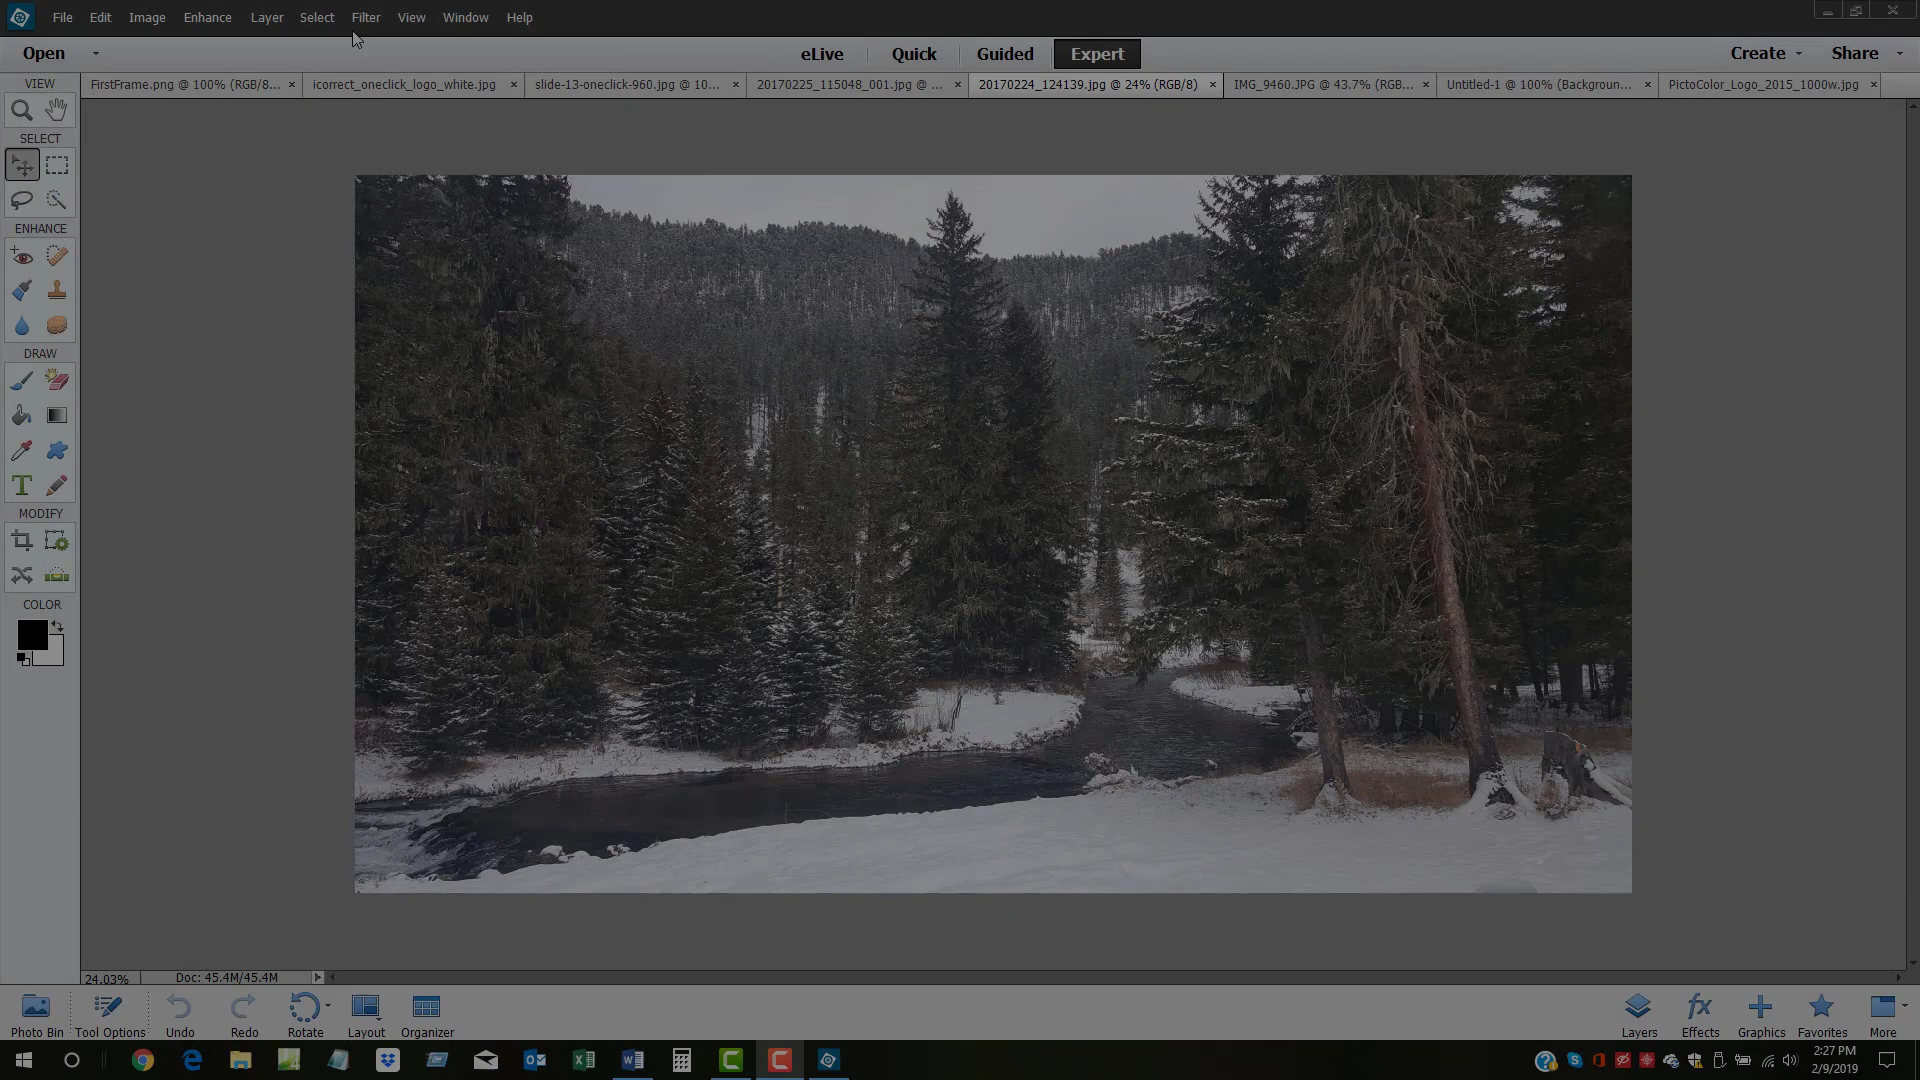 File Edit Image Enhance Layer Select Filter View Window Help
Open eLive Quick Guided Expert Create Share
VIEW FirstFrame.png @ 100% (RGB/8... × icorrect_oneclick_logo_white.jpg × slide-13-oneclick-960.jpg @ 10... × 20170225_115048_001.jpg @ ... × 20170224_124139.jpg @ 24% (RGB/8) × IMG_9460.JPG @ 43.7% (RGB... × Untitled-1 @ 100% (Backgroun... × PictoColor_Logo_2015_1000w.jpg ×
SELECT
ENHANCE
DRAW
T
MODIFY
COLOR
24.03% Doc: 45.4M/45.4M
fx
Photo Bin Tool Options Undo Redo Rotate Layout Organizer Layers Effects Graphics Favorites More
2:27 PM
2/9/2019